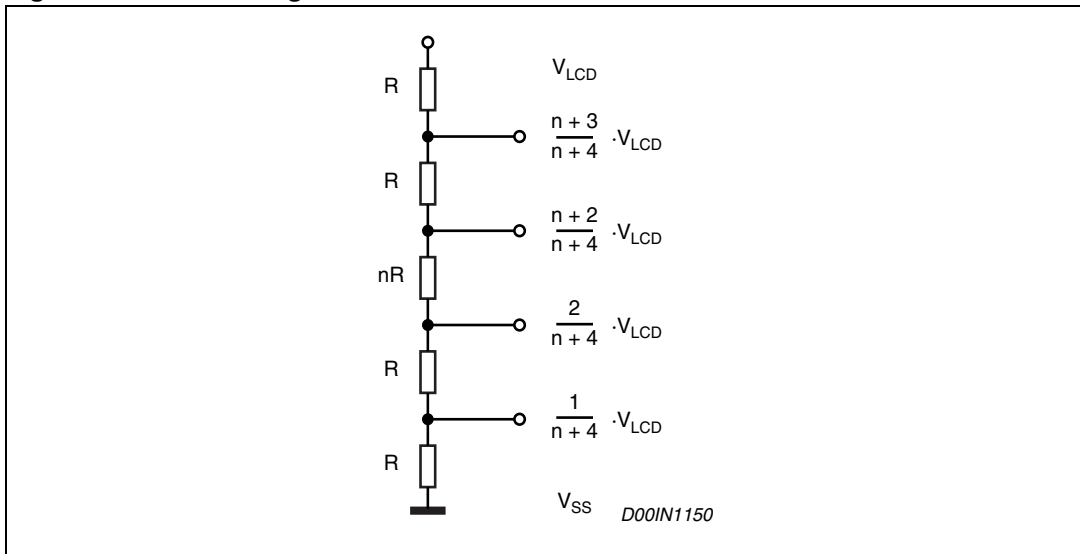 R
V_LCD
n + 3
n + 4 ·V_LCD
R
n + 2
n + 4 ·V_LCD
nR
2
n + 4 ·V_LCD
R
1
n + 4 ·V_LCD
R
V_SS
D00IN1150